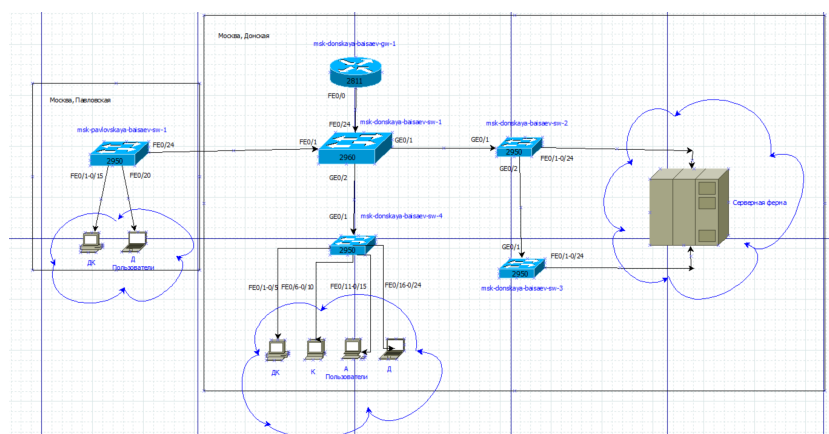 Москва, Донская
msk-donskaya-baisaev-gw-1
2811
FE0/0
Москва, Павловская
msk-pavlovskaya-baisaev-sw-1
2950
FE0/24
FE0/1-0/15
FE0/20
ДК
Д
Пользователи
FE0/24
msk-donskaya-baisaev-sw-1
FE0/1
2960
GE0/1
GE0/2
GE0/1
msk-donskaya-baisaev-sw-2
2950
FE0/1-0/24
GE0/2
Серверная ферма
GE0/1
msk-donskaya-baisaev-sw-4
2950
GE0/1
FE0/1-0/24
2950
msk-donskaya-baisaev-sw-3
FE0/1-0/5
FE0/6-0/10
FE0/11-0/15
FE0/16-0/24
ДК
К
А
Д
Пользователи